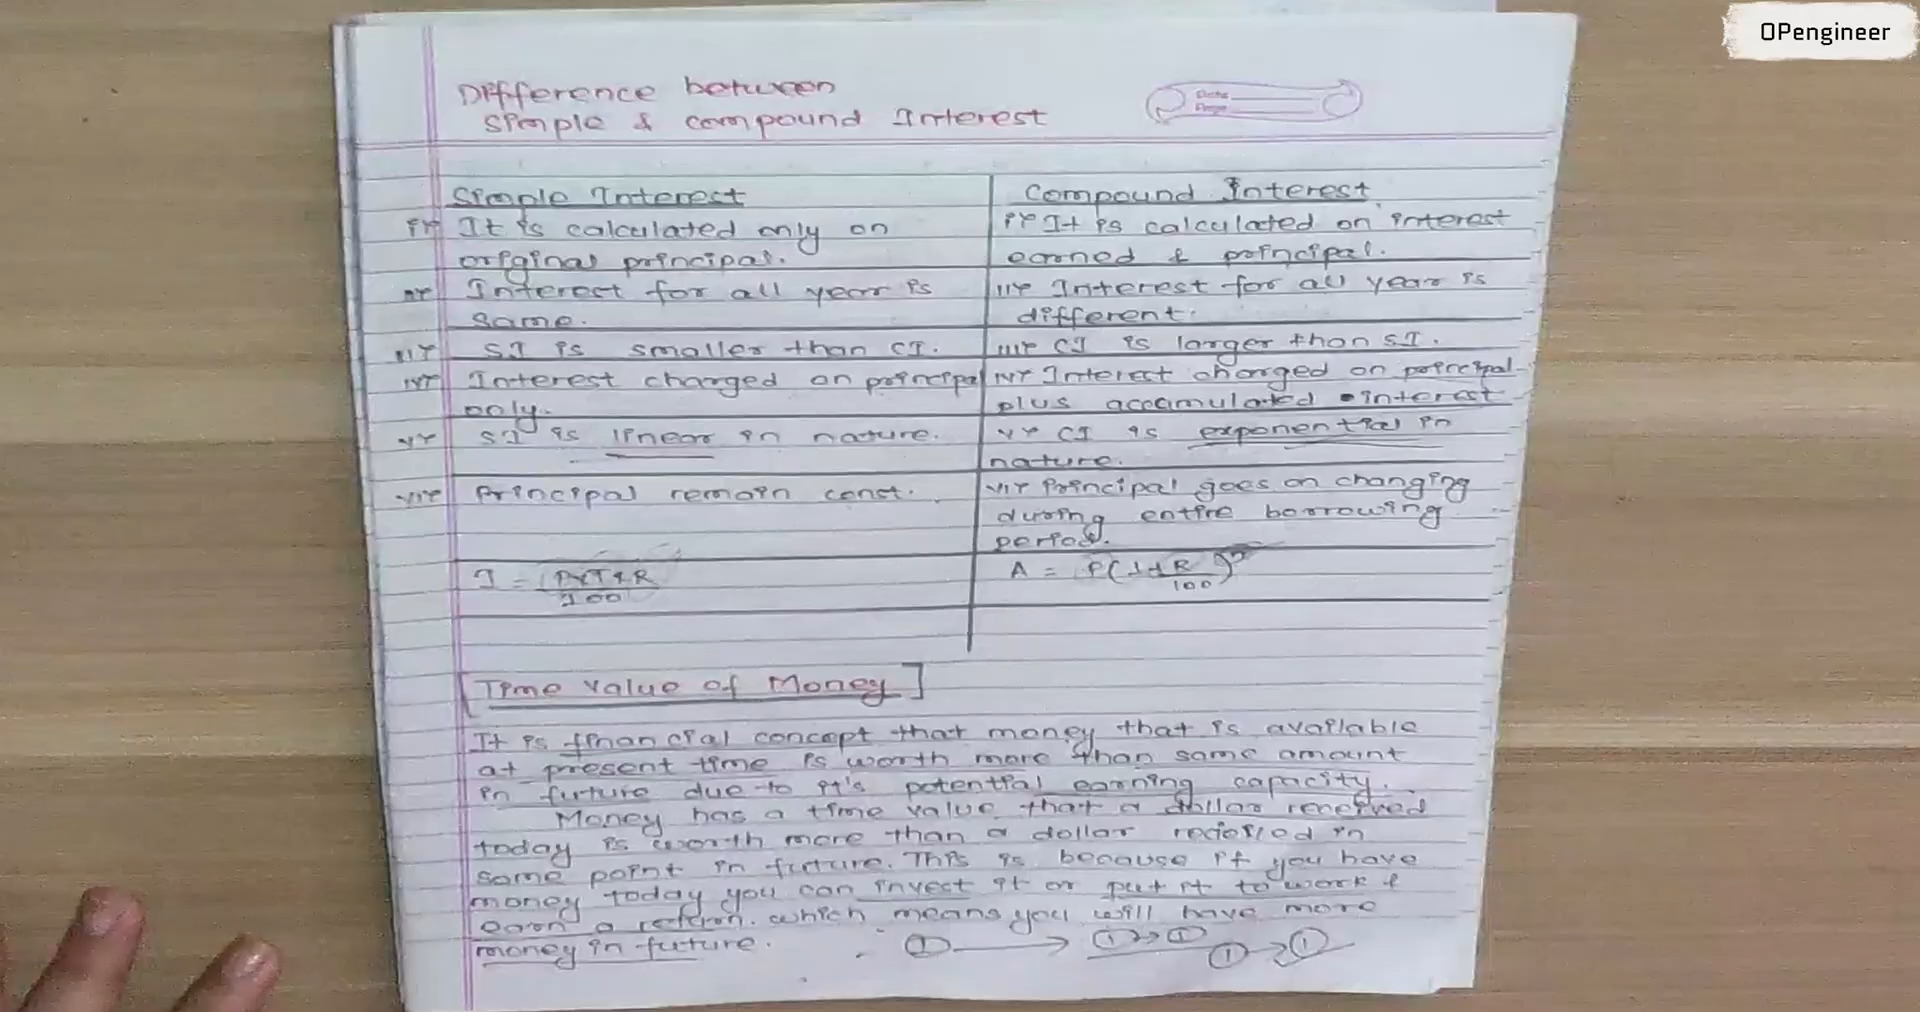 OPengineer
Difference between
Simple & compound Interest
Date
Page
Simple Interest
i) It is calculated only on
original principal.
ii) Interest for all year is
same.
iii) SI is smaller than CI.
iv) Interest charged on principal
only.
v) SI is linear in nature.
vi) Principal remain const.
I = P×T×R
100
Compound Interest
i) It is calculated on interest
earned & principal.
ii) Interest for all year is
different.
iii) CI is larger than SI.
iv) Interest charged on principal
plus accumulated interest
v) CI is exponential in
nature.
vi) Principal goes on changing
during entire borrowing
period.
A = P(1+R/100)
[Time value of Money]
It is financial concept that money that is available
at present time is worth more than same amount
in future due to it's potential earning capacity.
Money has a time value that a dollar received
today is worth more than a dollar in
some point in future. This is because if you have
money today you can invest it or put it to work &
earn a return. which means you will have more
money in future.
1 → 1 → 1
1 → 1